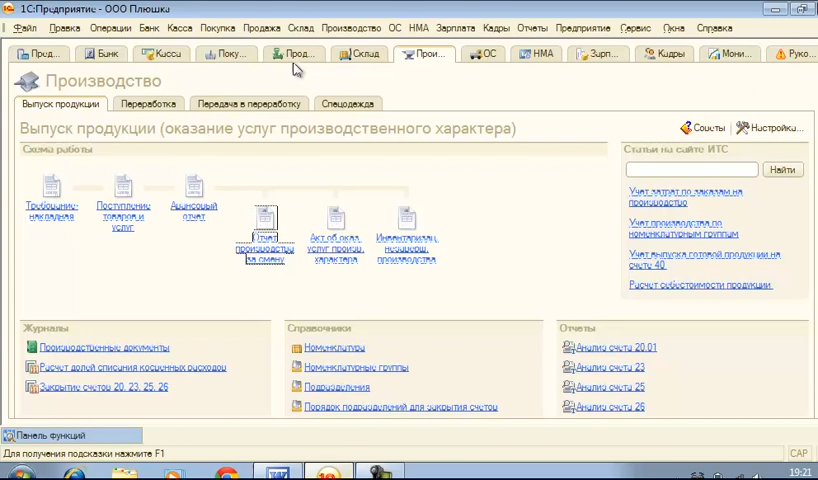 1С:Предприятие - ООО Плюшка
Файл Правка Операции Банк Касса Покупка Продажа Склад Производство ОС НМА Зарплата Кадры Отчеты Предприятие Сервис Окна Справка
Пред... Банк Касса Поку... Прод... Склад Прои... ОС НМА Зарп... Кадры Мони... Руко...
Производство
Выпуск продукции Переработка Передача в переработку Спецодежда
Выпуск продукции (оказание услуг производственного характера)
Советы Настройка...
Схема работы
Статьи на сайте ИТС
Найти
Требование-накладная
Поступление товаров и услуг
Авансовый отчет
Отчет производства за смену
Акт об оказ. услуг произв. характера
Инвентаризац. незаверш. производства
Учет затрат по заказам на производство
Учет производства по номенклатурным группам
Учет выпуска готовой продукции на счете 40
Расчет себестоимости продукции
Журналы
Производственные документы
Расчет долей списания косвенных расходов
Закрытие счетов 20, 23, 25, 26
Справочники
Номенклатура
Номенклатурные группы
Подразделения
Порядок подразделений для закрытия счетов
Отчеты
Анализ счета 20.01
Анализ счета 23
Анализ счета 25
Анализ счета 26
Панель функций
Для получения подсказки нажмите F1
CAP
19:21